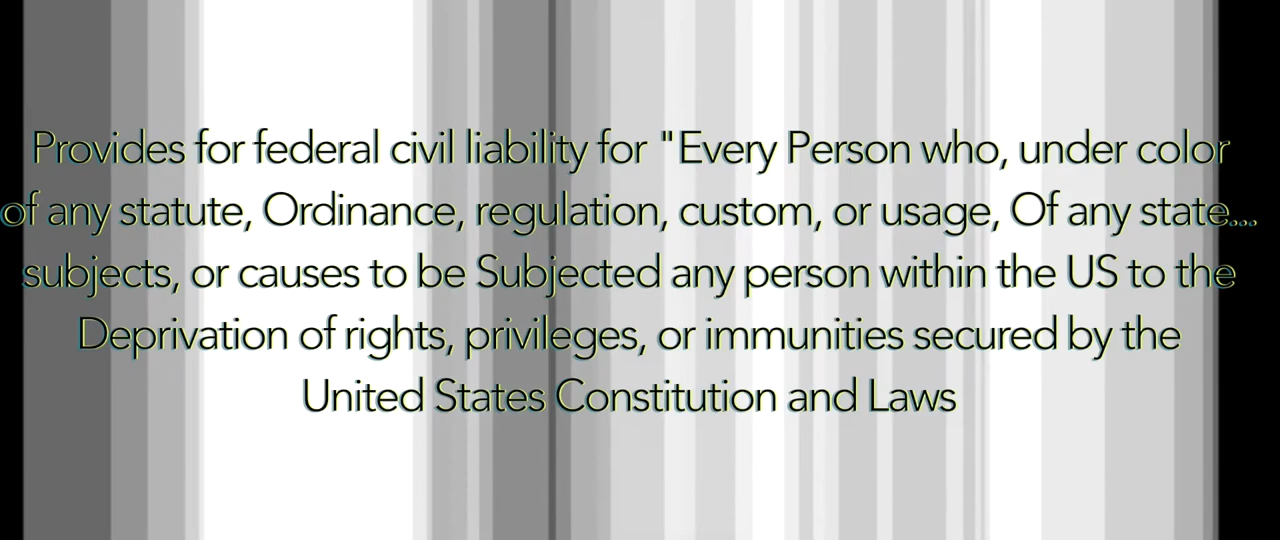 Provides for federal civil liability for "Every Person who, under color
of any statute, Ordinance, regulation, custom, or usage, Of any state...
subjects, or causes to be Subjected any person within the US to the
Deprivation of rights, privileges, or immunities secured by the
United States Constitution and Laws